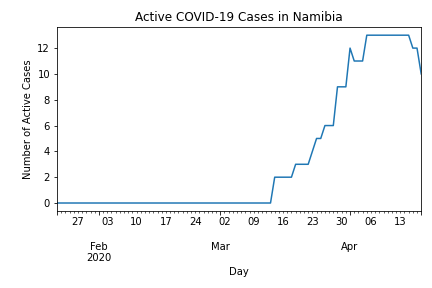 Active COVID-19 Cases in Namibia
Number of Active Cases
12
10
8
6
4
2
0
27 03 10 17 24 02 09 16 23 30 06 13
Feb Mar Apr
2020
Day